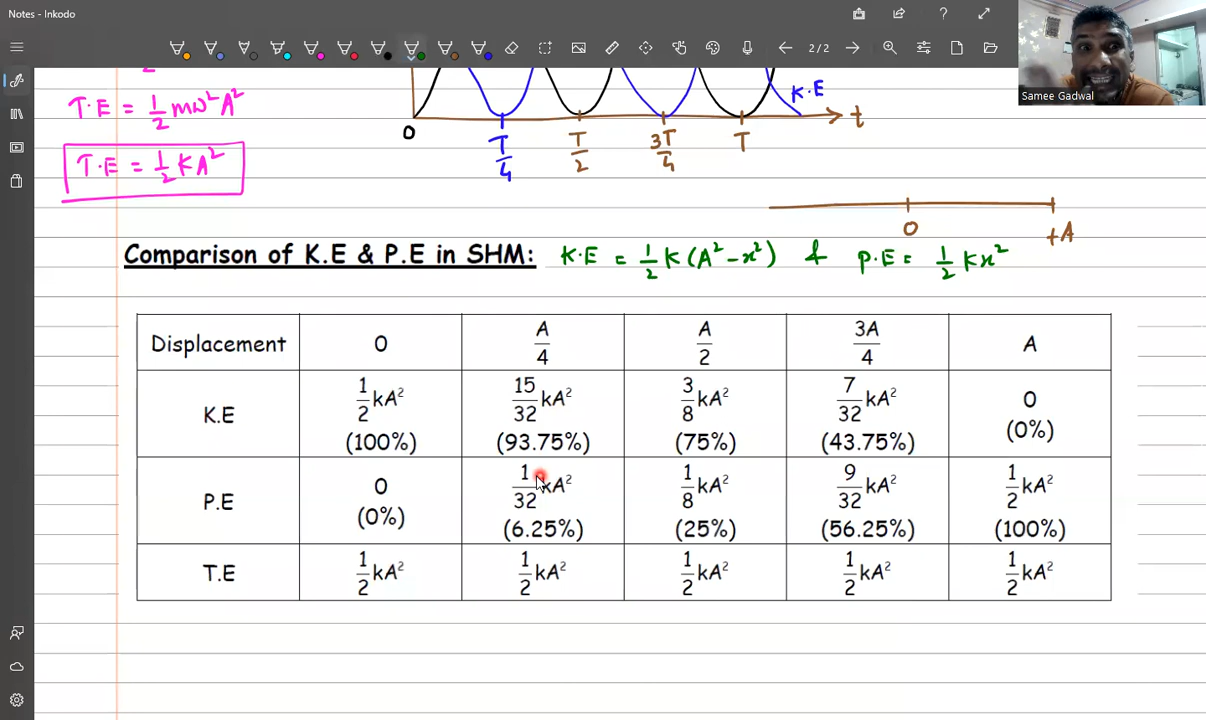 Notes - Inkodo
2/2
Samee Gadwal
T.E = 1/2 mω²A²
T.E = 1/2 KA²
K.E
0 T/4 T/2 3T/4 T t
0 +A
Comparison of K.E & P.E in SHM: K.E = 1/2 K(A² - x²) & P.E = 1/2 Kx²
Displacement 0 A/4 A/2 3A/4 A
K.E 1/2 kA² (100%) 15/32 kA² (93.75%) 3/8 kA² (75%) 7/32 kA² (43.75%) 0 (0%)
P.E 0 (0%) 1/32 kA² (6.25%) 1/8 kA² (25%) 9/32 kA² (56.25%) 1/2 kA² (100%)
T.E 1/2 kA² 1/2 kA² 1/2 kA² 1/2 kA² 1/2 kA²